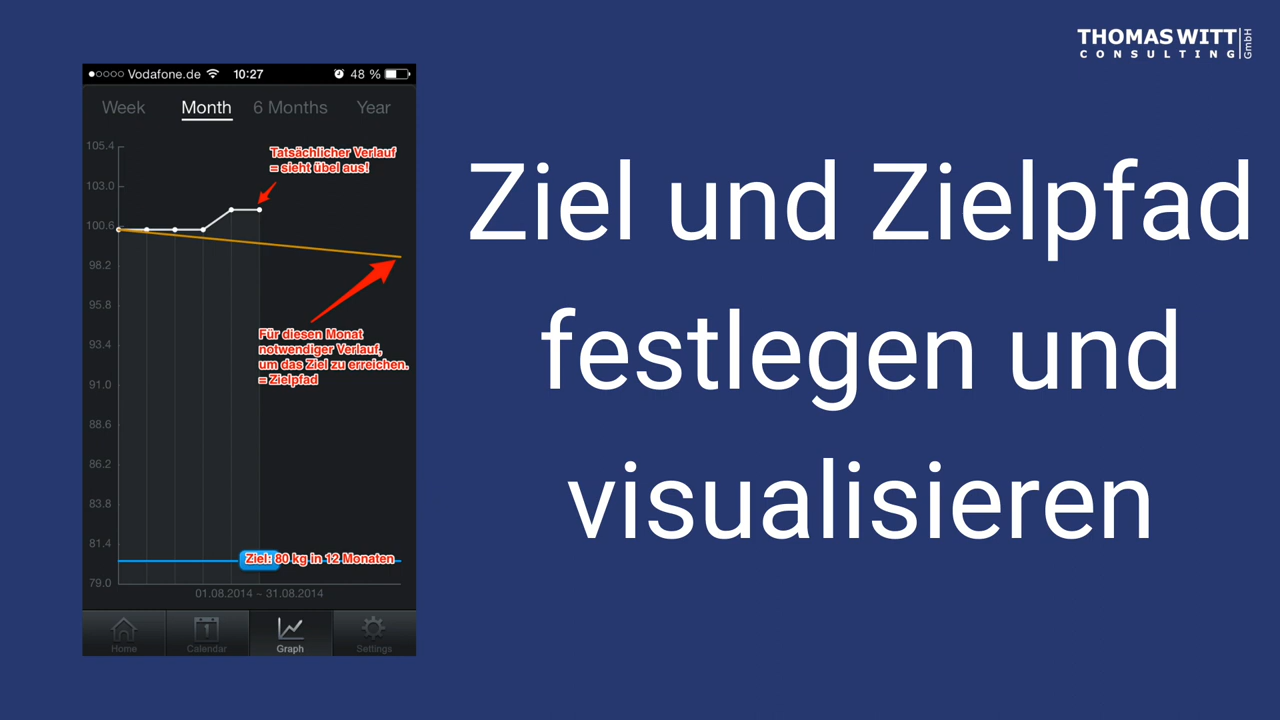 THOMAS WITT
CONSULTING
GmbH
Vodafone.de 10:27 48 %
Week Month 6 Months Year
105.4
103.0
100.6
98.2
95.8
93.4
91.0
88.6
86.2
83.8
81.4
79.0
Tatsächlicher Verlauf
= sieht übel aus!
Für diesen Monat
notwendiger Verlauf,
um das Ziel zu erreichen.
= Zielpfad
Ziel: 80 kg in 12 Monaten
01.08.2014 ~ 31.08.2014
1
Home Calendar Graph Settings
Ziel und Zielpfad
festlegen und
visualisieren